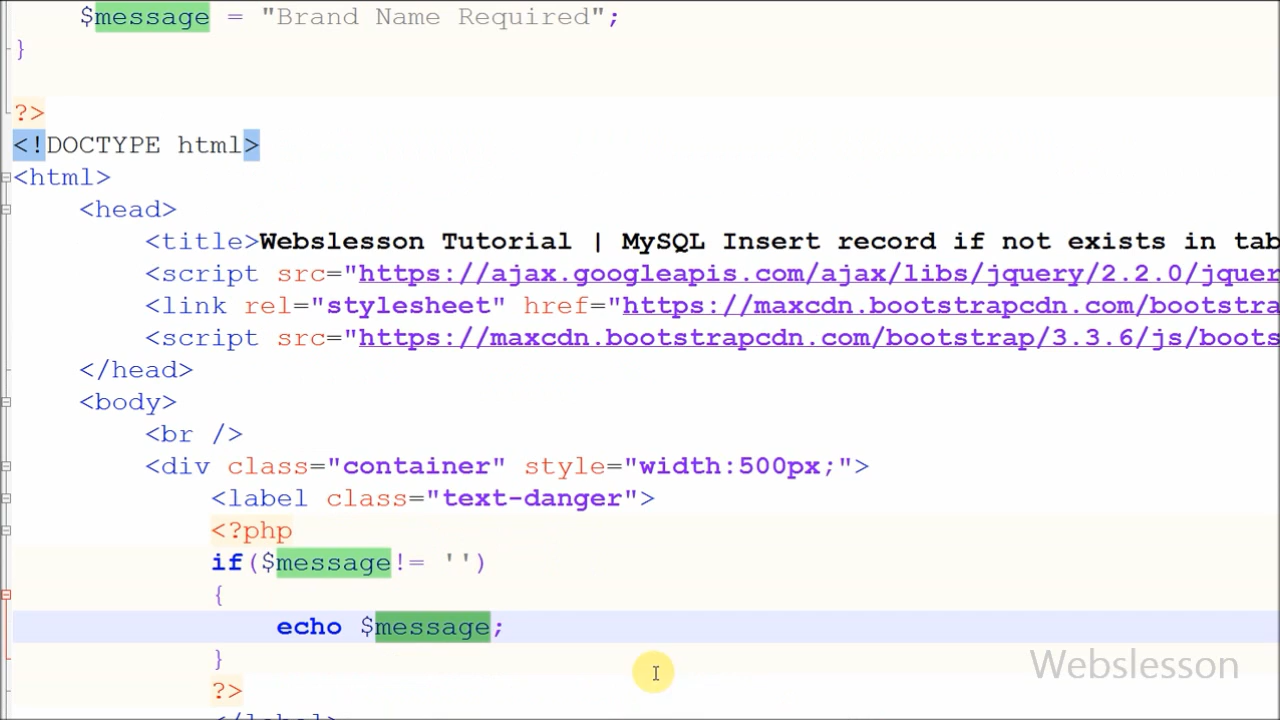 $message = "Brand Name Required";
}
?>
<!DOCTYPE html>
<html>
<head>
<title>Webslesson Tutorial | MySQL Insert record if not exists in tab
<script src="https://ajax.googleapis.com/ajax/libs/jquery/2.2.0/jquer
<link rel="stylesheet" href="https://maxcdn.bootstrapcdn.com/bootstra
<script src="https://maxcdn.bootstrapcdn.com/bootstrap/3.3.6/js/boots
</head>
<body>
<br />
<div class="container" style="width:500px;">
<label class="text-danger">
<?php
if($message!= '')
{
echo $message;
}
?>
</label>
Webslesson